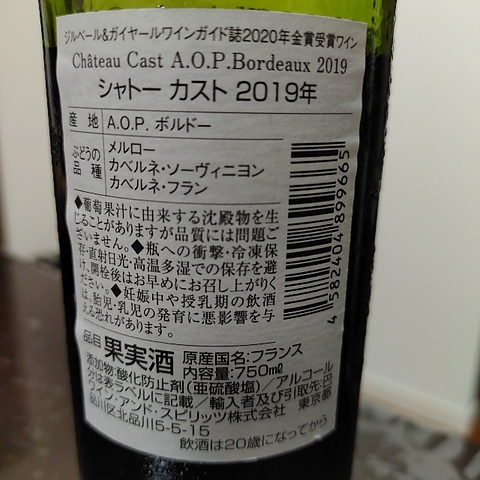 ジルベール&ガイヤールワインガイド誌2020年金賞受賞ワイン
Château Cast A.O.P.Bordeaux 2019
シャトー カスト 2019年
産地 A.O.P. ボルドー
ぶどうの品種 メルロー
カベルネ・ソーヴィニヨン
カベルネ・フラン
◆葡萄果汁に由来する沈殿物を生
じることがありますが品質には問題ご
ざいません。◆瓶への衝撃・冷凍保
存・直射日光・高温多湿での保存を避
け、開栓後はお早めにお召し上がりく
ださい。◆妊娠中や授乳期の飲酒
は、胎児・乳児の発育に悪影響を与
える恐れがあります。
4 582404 899665
品目 果実酒 原産国名:フランス
内容量:750mℓ
添加物:酸化防止剤(亜硫酸塩)/アルコール
分は表ラベルに記載/輸入者及び引取先:巴
ワイン・アンド・スピリッツ株式会社 東京都
品川区北品川5-5-15
飲酒は20歳になってから